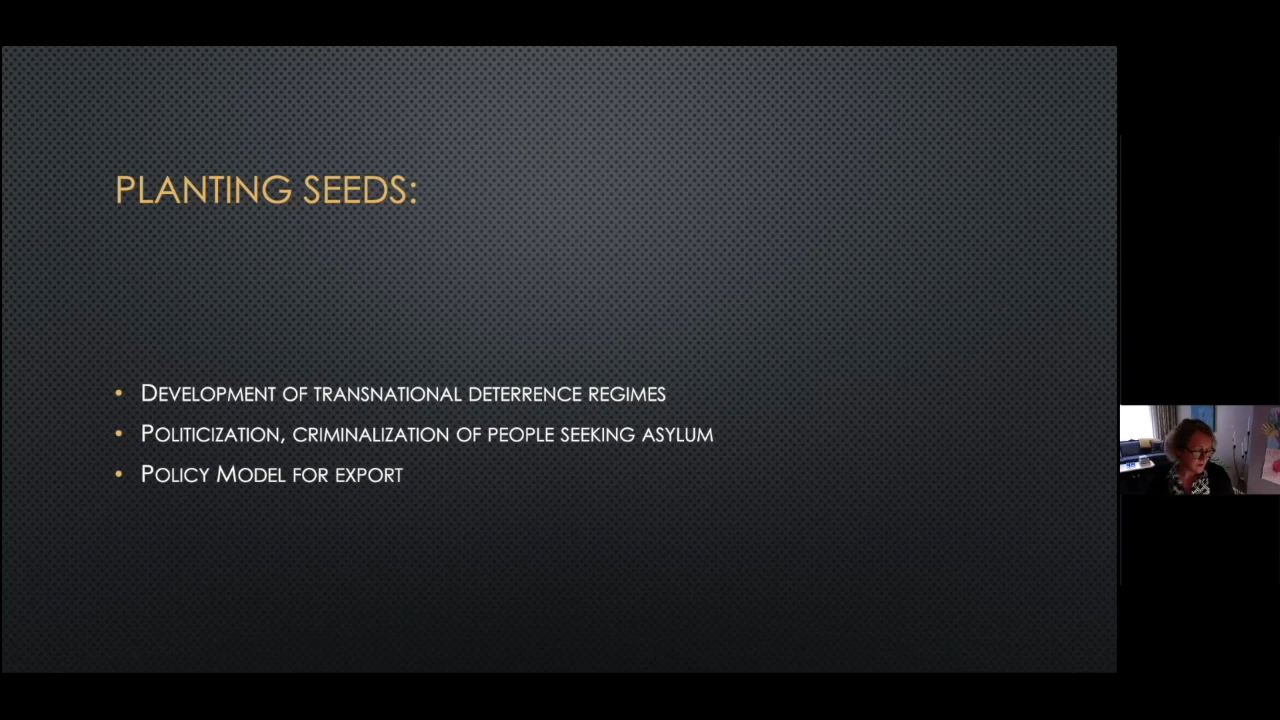 PLANTING SEEDS:
DEVELOPMENT OF TRANSNATIONAL DETERRENCE REGIMES
POLITICIZATION, CRIMINALIZATION OF PEOPLE SEEKING ASYLUM
POLICY MODEL FOR EXPORT